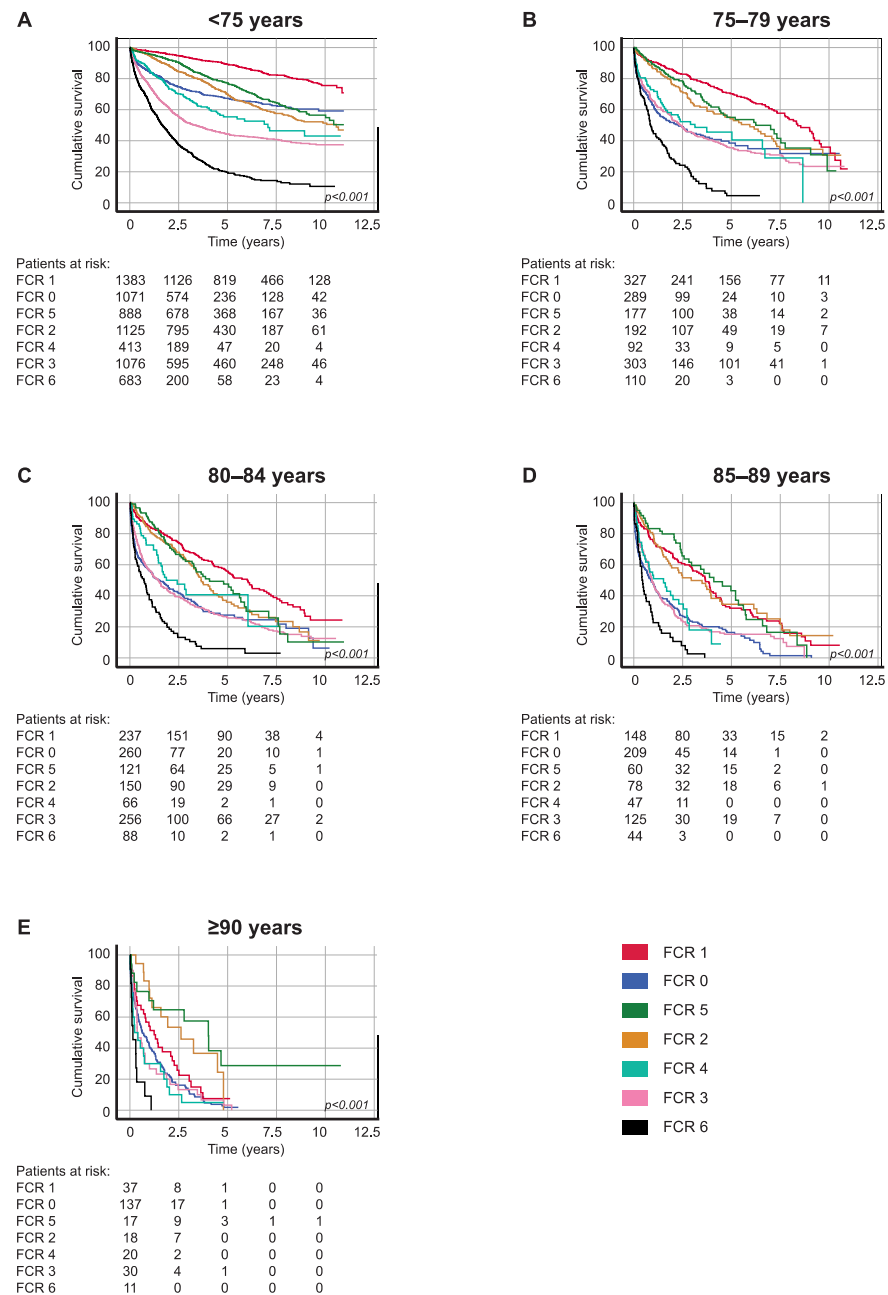 A <75 years
Cumulative survival
100
80
60
40
20
0
p<0.001
0 2.5 5 7.5 10 12.5
Time (years)
Patients at risk:
FCR 1 1383 1126 819 466 128
FCR 0 1071 574 236 128 42
FCR 5 888 678 368 167 36
FCR 2 1125 795 430 187 61
FCR 4 413 189 47 20 4
FCR 3 1076 595 460 248 46
FCR 6 683 200 58 23 4
B 75–79 years
Cumulative survival
100
80
60
40
20
0
p<0.001
0 2.5 5 7.5 10 12.5
Time (years)
Patients at risk:
FCR 1 327 241 156 77 11
FCR 0 289 99 24 10 3
FCR 5 177 100 38 14 2
FCR 2 192 107 49 19 7
FCR 4 92 33 9 5 0
FCR 3 303 146 101 41 1
FCR 6 110 20 3 0 0
C 80–84 years
Cumulative survival
100
80
60
40
20
0
p<0.001
0 2.5 5 7.5 10 12.5
Time (years)
Patients at risk:
FCR 1 237 151 90 38 4
FCR 0 260 77 20 10 1
FCR 5 121 64 25 5 1
FCR 2 150 90 29 9 0
FCR 4 66 19 2 1 0
FCR 3 256 100 66 27 2
FCR 6 88 10 2 1 0
D 85–89 years
Cumulative survival
100
80
60
40
20
0
p<0.001
0 2.5 5 7.5 10 12.5
Time (years)
Patients at risk:
FCR 1 148 80 33 15 2
FCR 0 209 45 14 1 0
FCR 5 60 32 15 2 0
FCR 2 78 32 18 6 1
FCR 4 47 11 0 0 0
FCR 3 125 30 19 7 0
FCR 6 44 3 0 0 0
E ≥90 years
Cumulative survival
100
80
60
40
20
0
p<0.001
0 2.5 5 7.5 10 12.5
Time (years)
Patients at risk:
FCR 1 37 8 1 0 0
FCR 0 137 17 1 0 0
FCR 5 17 9 3 1 1
FCR 2 18 7 0 0 0
FCR 4 20 2 0 0 0
FCR 3 30 4 1 0 0
FCR 6 11 0 0 0 0
FCR 1
FCR 0
FCR 5
FCR 2
FCR 4
FCR 3
FCR 6